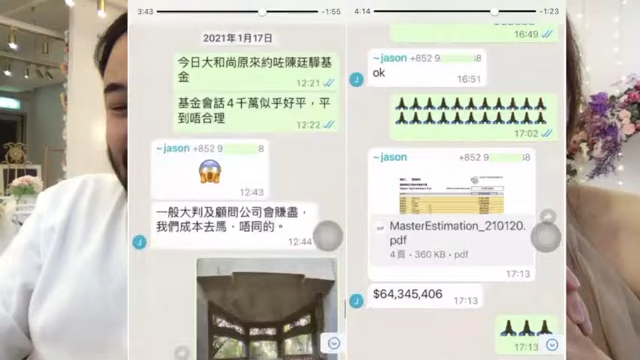 3:43
-1:55
2021年1月17日
今日大和尚原來約咗陳廷驊
基金
12:21
基金會話4千萬似乎好平，平
到唔合理
12:22
~jason +852 9 8
12:43
一般大判及顧問公司會賺盡，
我們成本去馬．唔同的。
12:44
4:14
-1:23
16:49
~jason +852 9 8
ok
16:51
17:02
~jason +852 9 8
MasterEstimation_210120.
pdf
4 頁 • 360 KB • pdf
17:13
$64,345,406
17:13
17:13